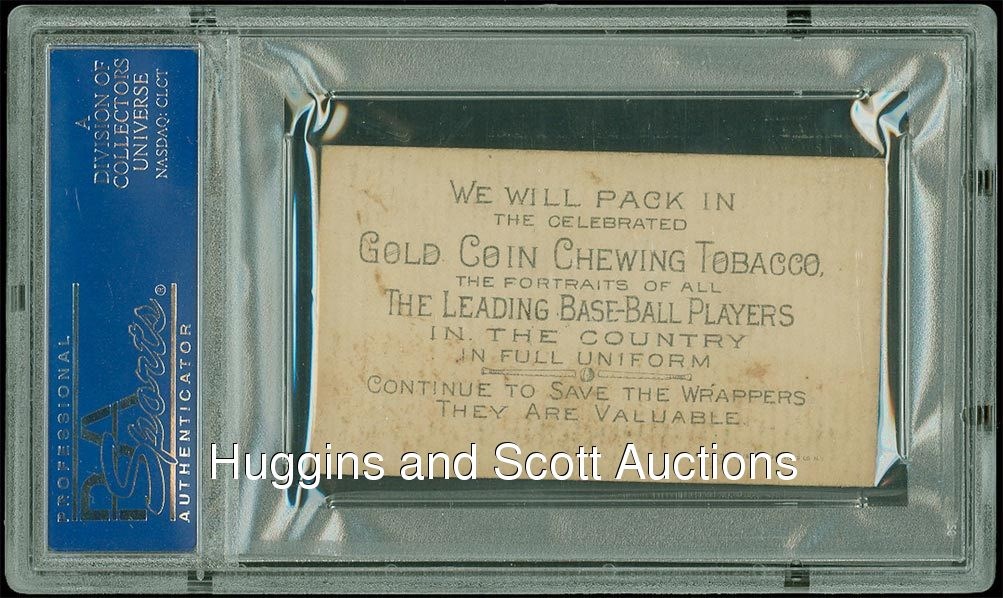 A
DIVISION OF
COLLECTORS
UNIVERSE
NASDAQ: CLCT
PROFESSIONAL
PSA
Sports®
AUTHENTICATOR
WE WILL PACK IN
THE CELEBRATED
GOLD COIN CHEWING TOBACCO,
THE PORTRAITS OF ALL
THE LEADING BASE-BALL PLAYERS
IN THE COUNTRY
IN FULL UNIFORM
CONTINUE TO SAVE THE WRAPPERS
THEY ARE VALUABLE.
Huggins and Scott Auctions